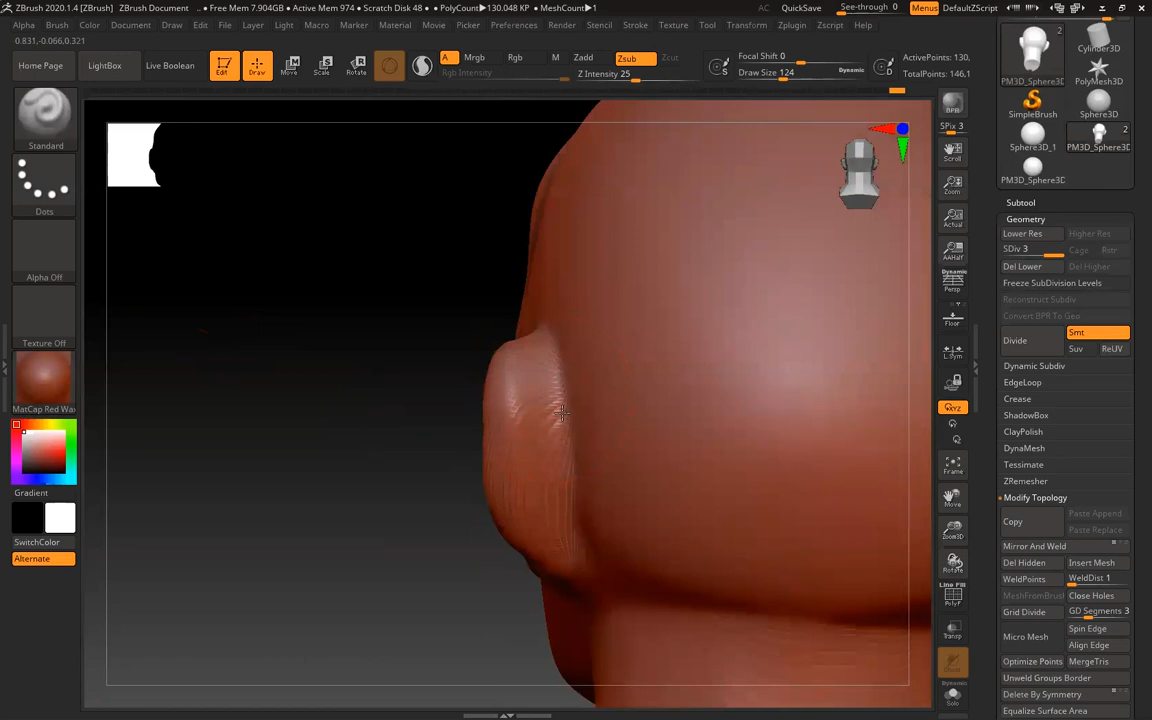 ZBrush 2020.1.4 [ZBrush] ZBrush Document .. • Free Mem 7.904GB • Active Mem 974 • Scratch Disk 48 • PolyCount▸130.048 KP • MeshCount▸1 AC QuickSave See-through 0 Menus DefaultZScript
Alpha Brush Color Document Draw Edit File Layer Light Macro Marker Material Movie Picker Preferences Render Stencil Stroke Texture Tool Transform Zplugin Zscript Help
0.831,-0.066,0.321
Home Page LightBox Live Boolean Edit Draw Move Scale Rotate A Mrgb Rgb M Zadd Zsub Zcut
Rgb Intensity Z Intensity 25
S Focal Shift 0
Draw Size 124 Dynamic D
ActivePoints: 130,
TotalPoints: 146,1
Standard
Dots
Alpha Off
Texture Off
MatCap Red Wa
Gradient
SwitchColor
Alternate
BPR
SPix 3
Scroll
Zoom
Actual
AAHalf
Dynamic
Persp
Floor
L.Sym
XYZ
Frame
Move
Zoom3D
Rotate
Line Fill
PolyF
Transp
Dynamic
Solo
2
PM3D_Sphere3D
Cylinder3D
PolyMesh3D
SimpleBrush Sphere3D
2
Sphere3D_1 PM3D_Sphere3D
PM3D_Sphere3D
Subtool
Geometry
Lower Res Higher Res
SDiv 3 Cage Rstr
Del Lower Del Higher
Freeze SubDivision Levels
Reconstruct Subdiv
Convert BPR To Geo
Divide Smt
Suv ReUV
Dynamic Subdiv
EdgeLoop
Crease
ShadowBox
ClayPolish
DynaMesh
Tessimate
ZRemesher
Modify Topology
Copy Paste Append
Paste Replace
Mirror And Weld
Del Hidden Insert Mesh
WeldPoints WeldDist 1
MeshFromBrush Close Holes
Grid Divide GD Segments 3
Micro Mesh Spin Edge
Align Edge
Optimize Points MergeTris
Unweld Groups Border
Delete By Symmetry
Equalize Surface Area